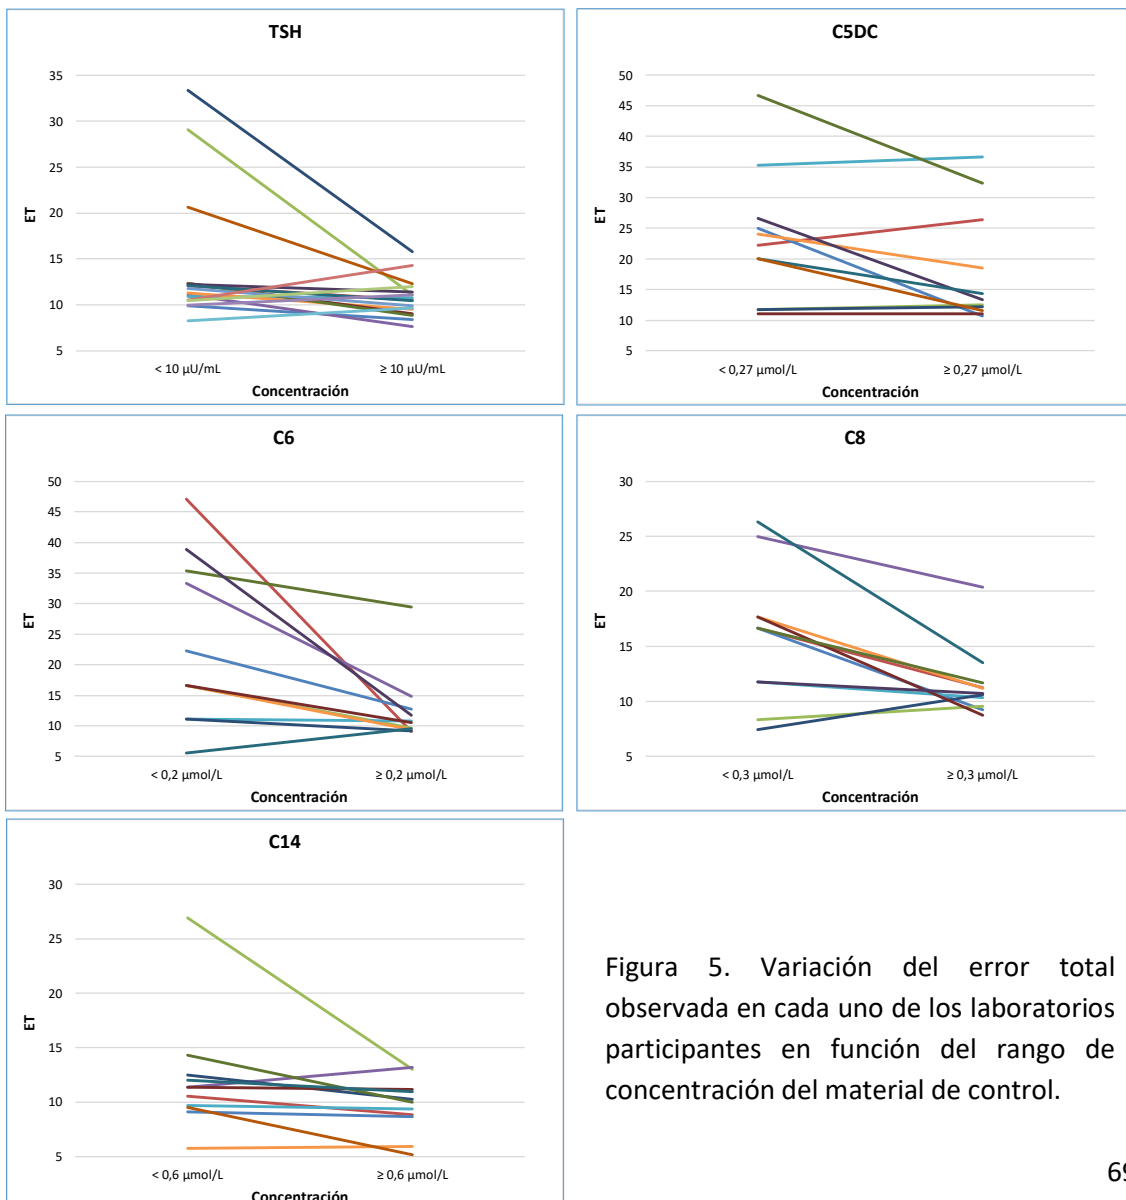 TSH
35
30
25
20
15
10
5
ET
< 10 µU/mL ≥ 10 µU/mL
Concentración
C5DC
50
45
40
35
30
25
20
15
10
5
ET
< 0,27 µmol/L ≥ 0,27 µmol/L
Concentración
C6
50
45
40
35
30
25
20
15
10
5
ET
< 0,2 µmol/L ≥ 0,2 µmol/L
Concentración
C8
30
25
20
15
10
5
ET
< 0,3 µmol/L ≥ 0,3 µmol/L
Concentración
C14
30
25
20
15
10
5
ET
< 0,6 µmol/L ≥ 0,6 µmol/L
Concentración
Figura 5. Variación del error total
observada en cada uno de los laboratorios
participantes en función del rango de
concentración del material de control.
69